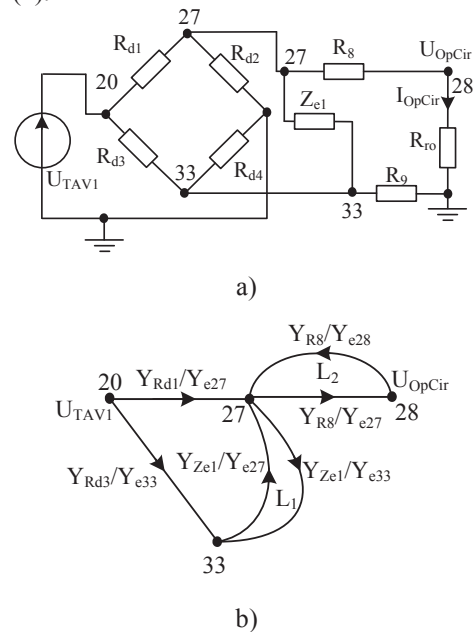 27
R_d1
R_d2
20
27
R_8
U_OpCir
28
I_OpCir
Z_e1
U_TAV1
R_d3
33
R_d4
R_ro
R_9
33
a)
Y_R8/Y_e28
20
Y_Rd1/Y_e27
L_2
U_OpCir
U_TAV1
27
Y_R8/Y_e27
28
Y_Rd3/Y_e33
Y_Ze1/Y_e27
Y_Ze1/Y_e33
L_1
33
b)